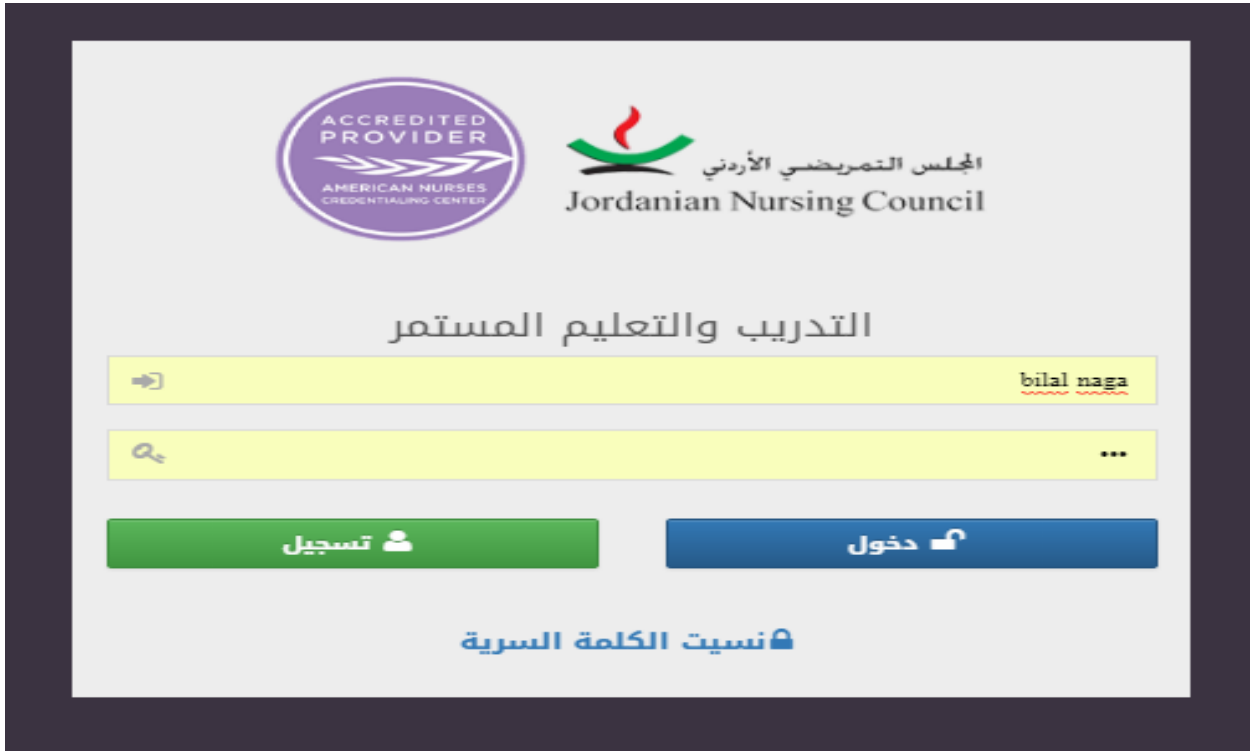 ACCREDITED
PROVIDER
AMERICAN NURSES
CREDENTIALING CENTER
المجلس التمريضي الأردني
Jordanian Nursing Council
التدريب والتعليم المستمر
bilal naga
•••
دخول
تسجيل
نسيت الكلمة السرية